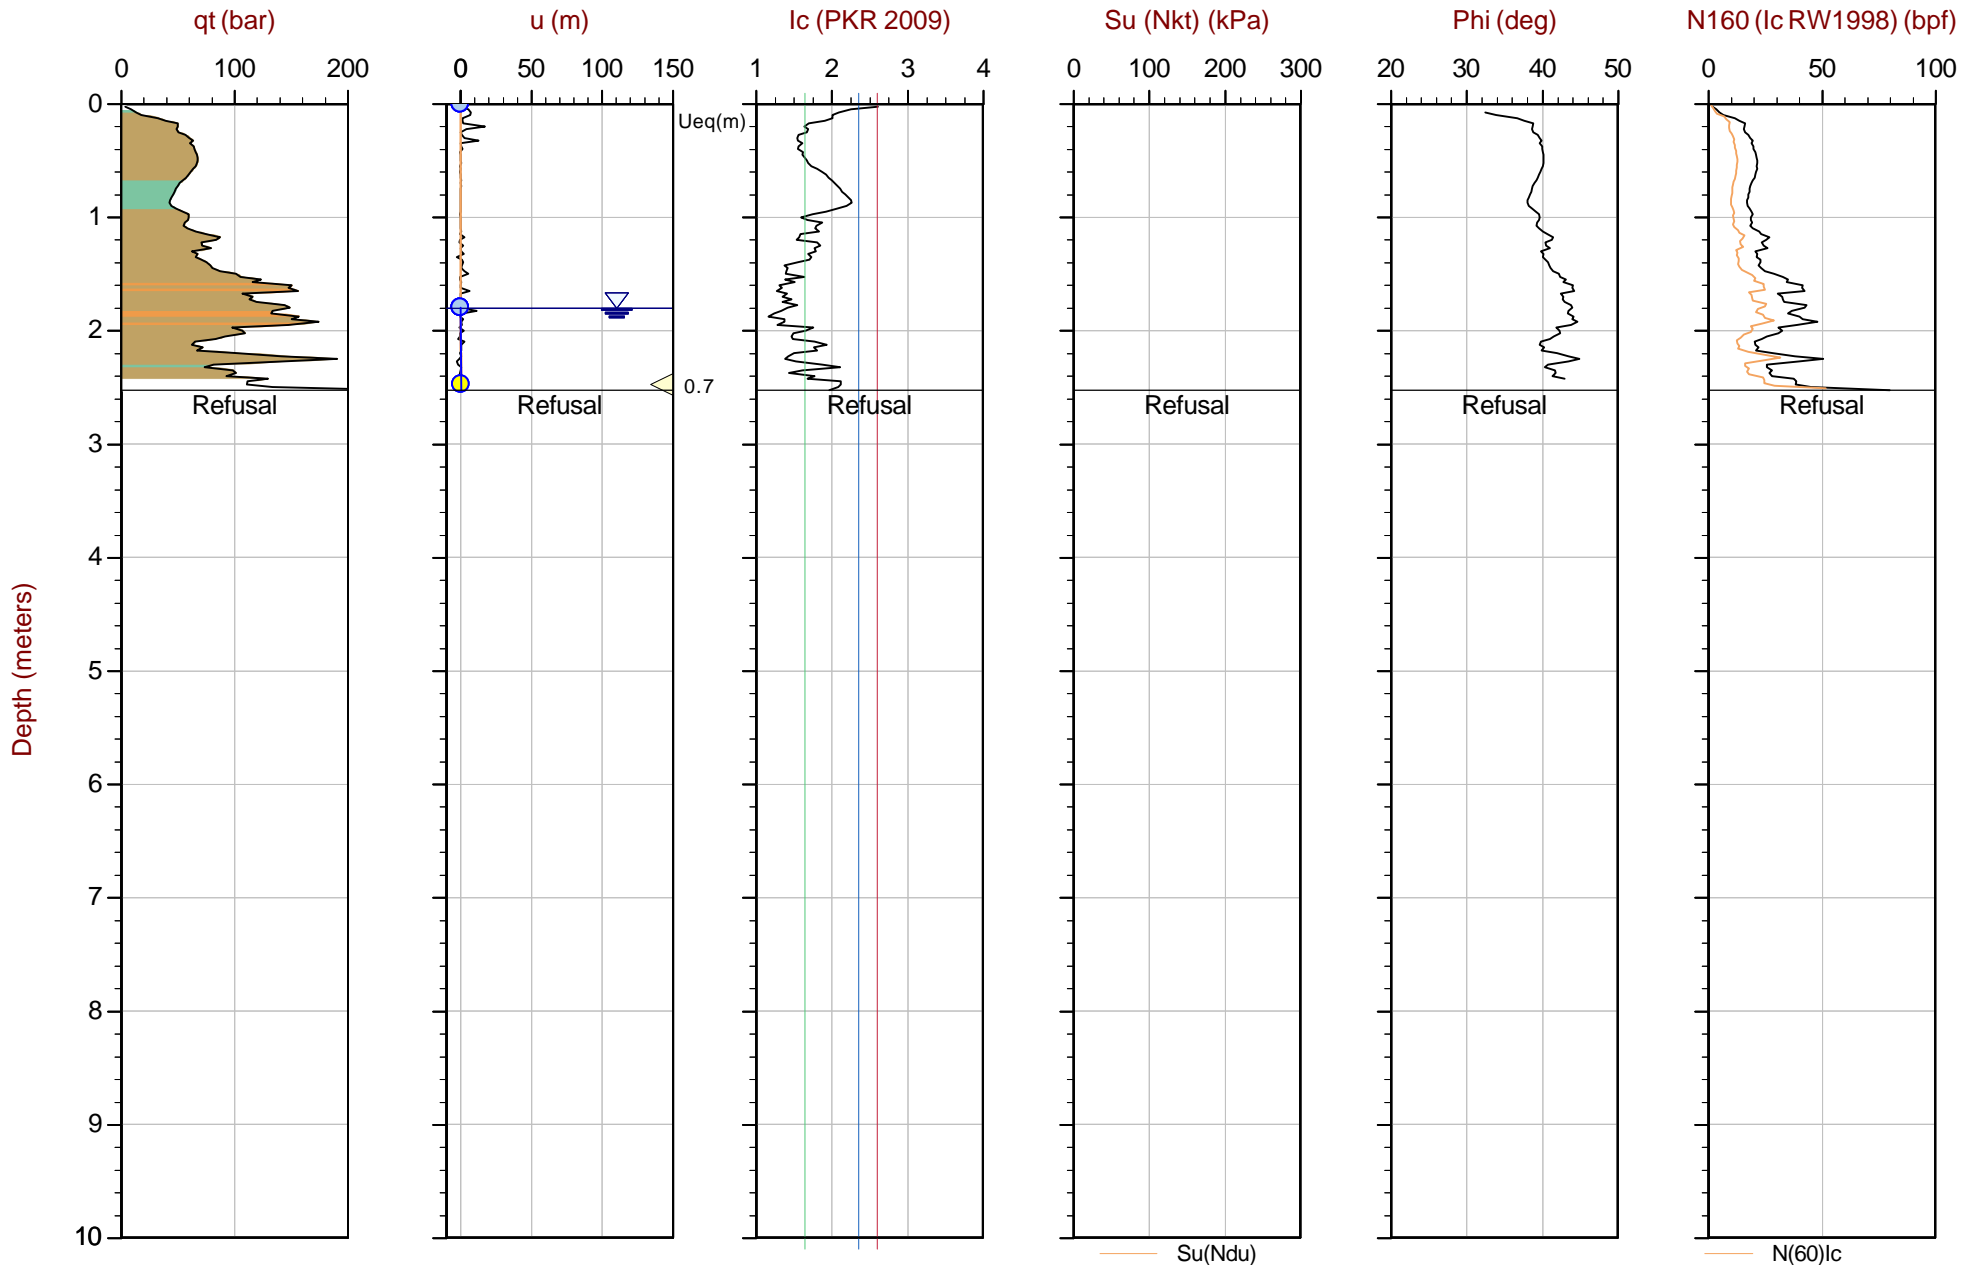 qt (bar) u (m) Ic (PKR 2009) Su (Nkt) (kPa) Phi (deg) N160 (Ic RW1998) (bpf)
0 100 200 0 50 100 150 1 2 3 4 0 100 200 300 20 30 40 50 0 50 100
0
Ueq(m)
1
2
0.7
Refusal Refusal Refusal Refusal Refusal Refusal
3
4
5
Depth (meters)
6
7
8
9
10
Su(Ndu) N(60)Ic